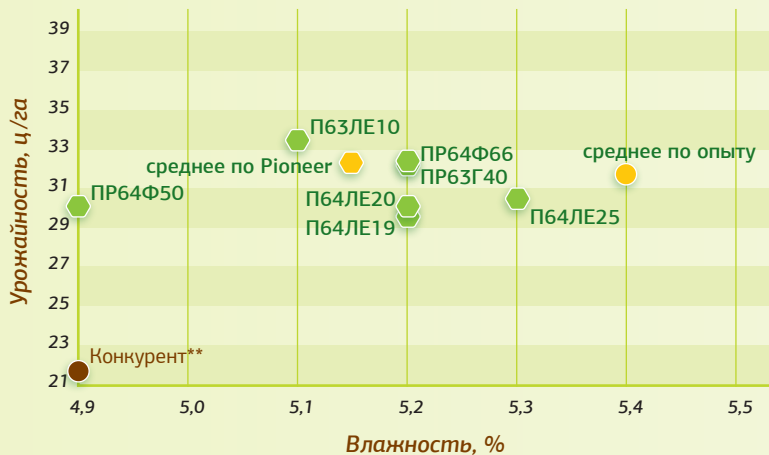 39
37
35
33
31
29
27
25
23
21
Урожайность, ц/га
П63ЛЕ10
среднее по Pioneer
ПР64Ф66
ПР63Г40
среднее по опыту
ПР64Ф50
П64ЛЕ20
П64ЛЕ19
П64ЛЕ25
Конкурент**
4,9 5,0 5,1 5,2 5,3 5,4 5,5
Влажность, %